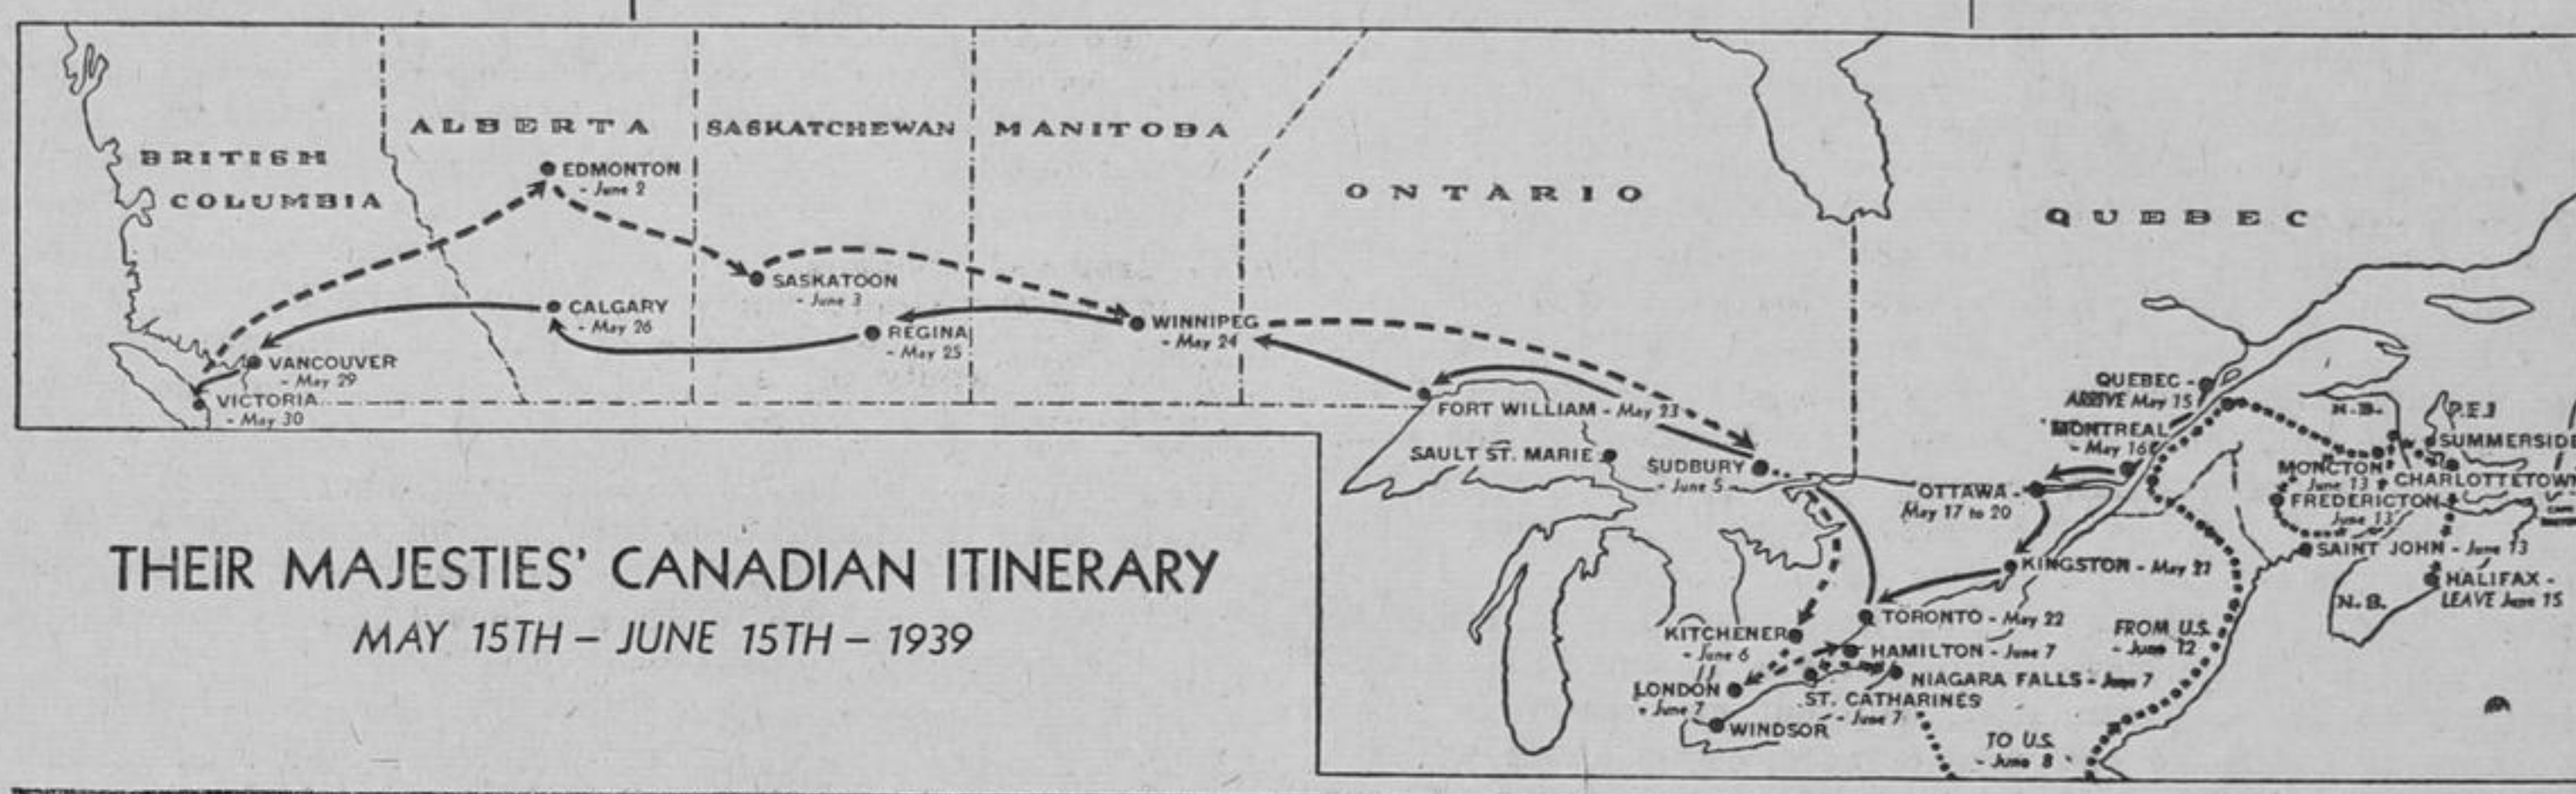 BRITISH
COLUMBIA
ALBERTA
SASKATCHEWAN
MANITOBA
ONTARIO
QUEBEC
EDMONTON
- June 2
SASKATOON
- June 3
CALGARY
- May 26
REGINA
- May 25
WINNIPEG
- May 24
VANCOUVER
- May 29
VICTORIA
- May 30
FORT WILLIAM - May 23
SAULT ST. MARIE
SUDBURY
- June 5
QUEBEC -
ARRIVE May 15
MONTREAL
- May 16
OTTAWA -
May 17 to 20
KINGSTON - May 21
TORONTO - May 22
KITCHENER
- June 6
HAMILTON - June 7
LONDON
- June 7
NIAGARA FALLS - June 7
ST. CATHARINES
- June 7
WINDSOR
FROM U.S.
- June 12
TO U.S.
- June 8
N.B.
P.E.I
SUMMERSIDE
MONCTON
June 13
CHARLOTTETOWN
FREDERICTON
June 13
SAINT JOHN - June 13
HALIFAX -
LEAVE June 15
N.S.
THEIR MAJESTIES' CANADIAN ITINERARY
MAY 15TH - JUNE 15TH - 1939